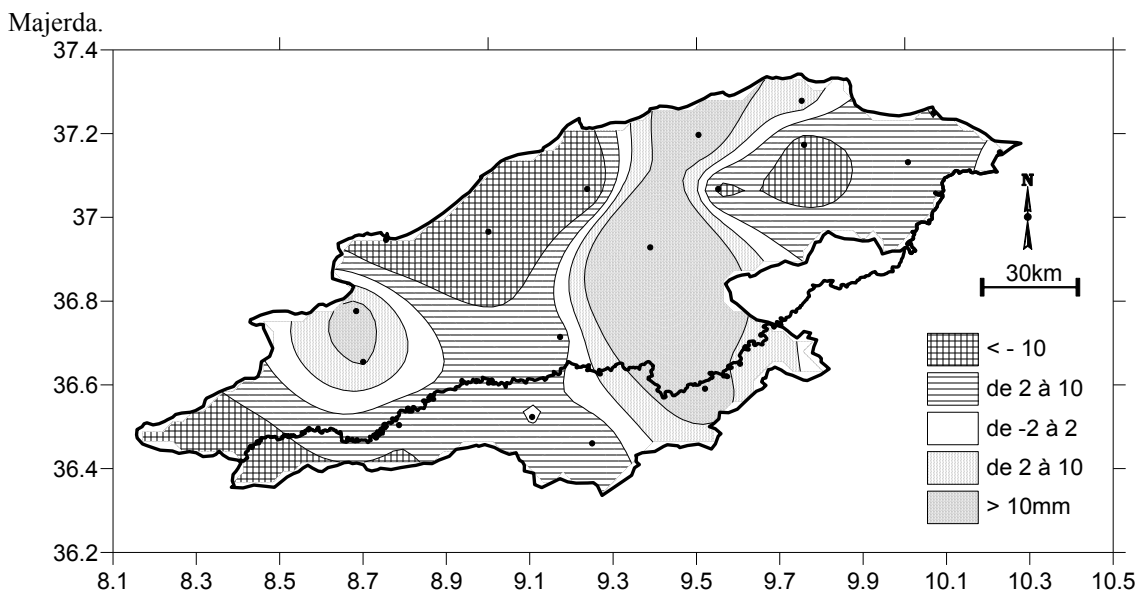 Majerda.
37.4
37.2
37
36.8
36.6
36.4
36.2
8.1 8.3 8.5 8.7 8.9 9.1 9.3 9.5 9.7 9.9 10.1 10.3 10.5
N
30km
< - 10
de 2 à 10
de -2 à 2
de 2 à 10
> 10mm